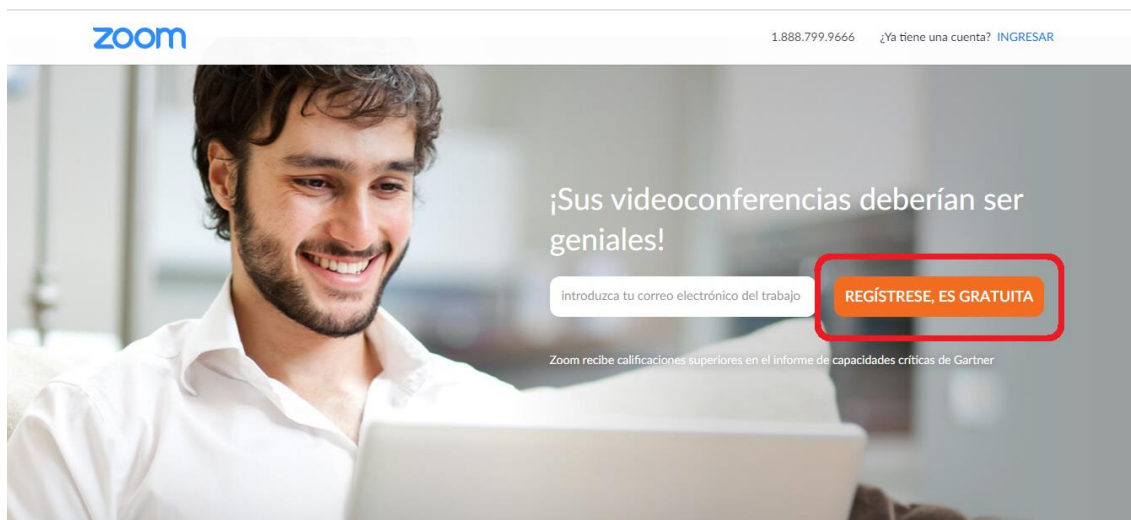 zoom
1.888.799.9666 ¿Ya tiene una cuenta? INGRESAR
¡Sus videoconferencias deberían ser
geniales!
introduzca tu correo electrónico del trabajo
REGÍSTRESE, ES GRATUITA
Zoom recibe calificaciones superiores en el informe de capacidades críticas de Gartner